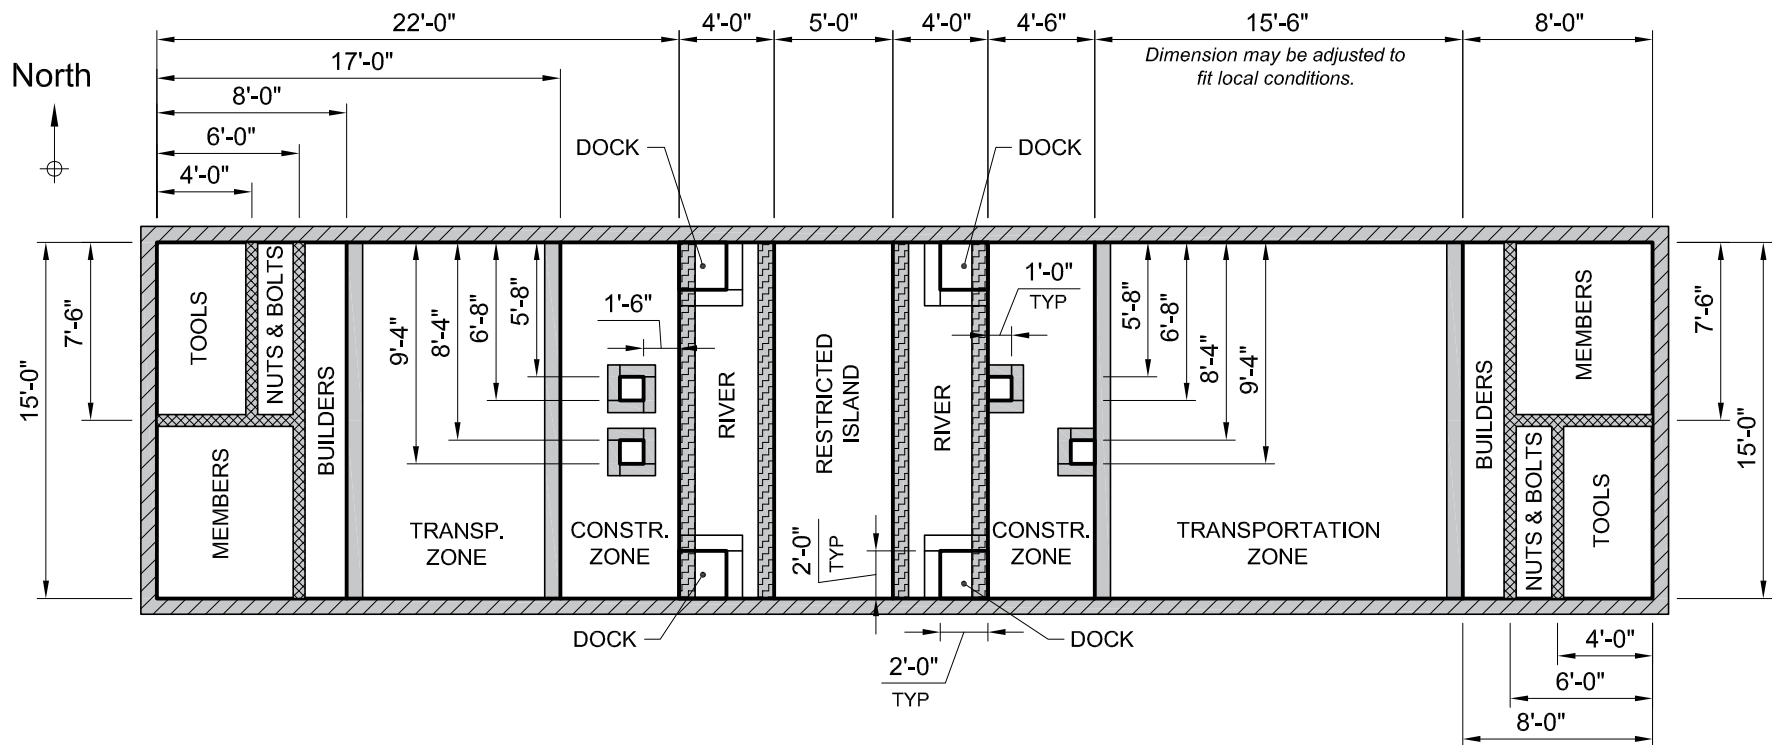 22'-0"
4'-0"
5'-0"
4'-0"
4'-6"
15'-6"
8'-0"
Dimension may be adjusted to
fit local conditions.
North
17'-0"
8'-0"
6'-0"
4'-0"
DOCK
DOCK
15'-0"
7'-6"
TOOLS
NUTS & BOLTS
MEMBERS
BUILDERS
9'-4"
8'-4"
6'-8"
5'-8"
1'-6"
TRANSP.
ZONE
CONSTR.
ZONE
RIVER
RESTRICTED
ISLAND
2'-0"
TYP
RIVER
1'-0"
TYP
CONSTR.
ZONE
5'-8"
6'-8"
8'-4"
9'-4"
TRANSPORTATION
ZONE
BUILDERS
MEMBERS
NUTS & BOLTS
TOOLS
7'-6"
15'-0"
DOCK
DOCK
2'-0"
TYP
4'-0"
6'-0"
8'-0"